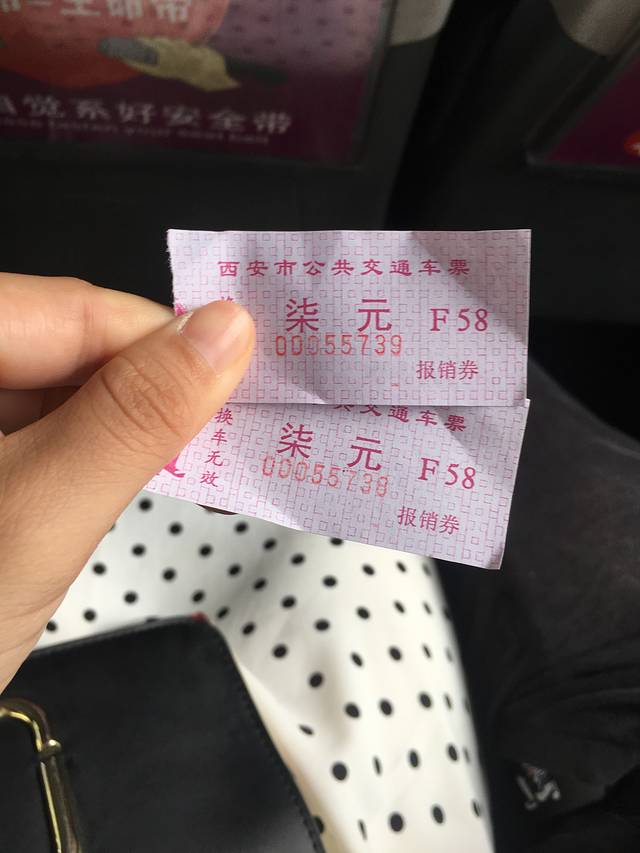 系好安全带
西安市公共交通车票
柒元 F58
00055739
报销券
共交通车票
换车无效
柒元 F58
00055738
报销券